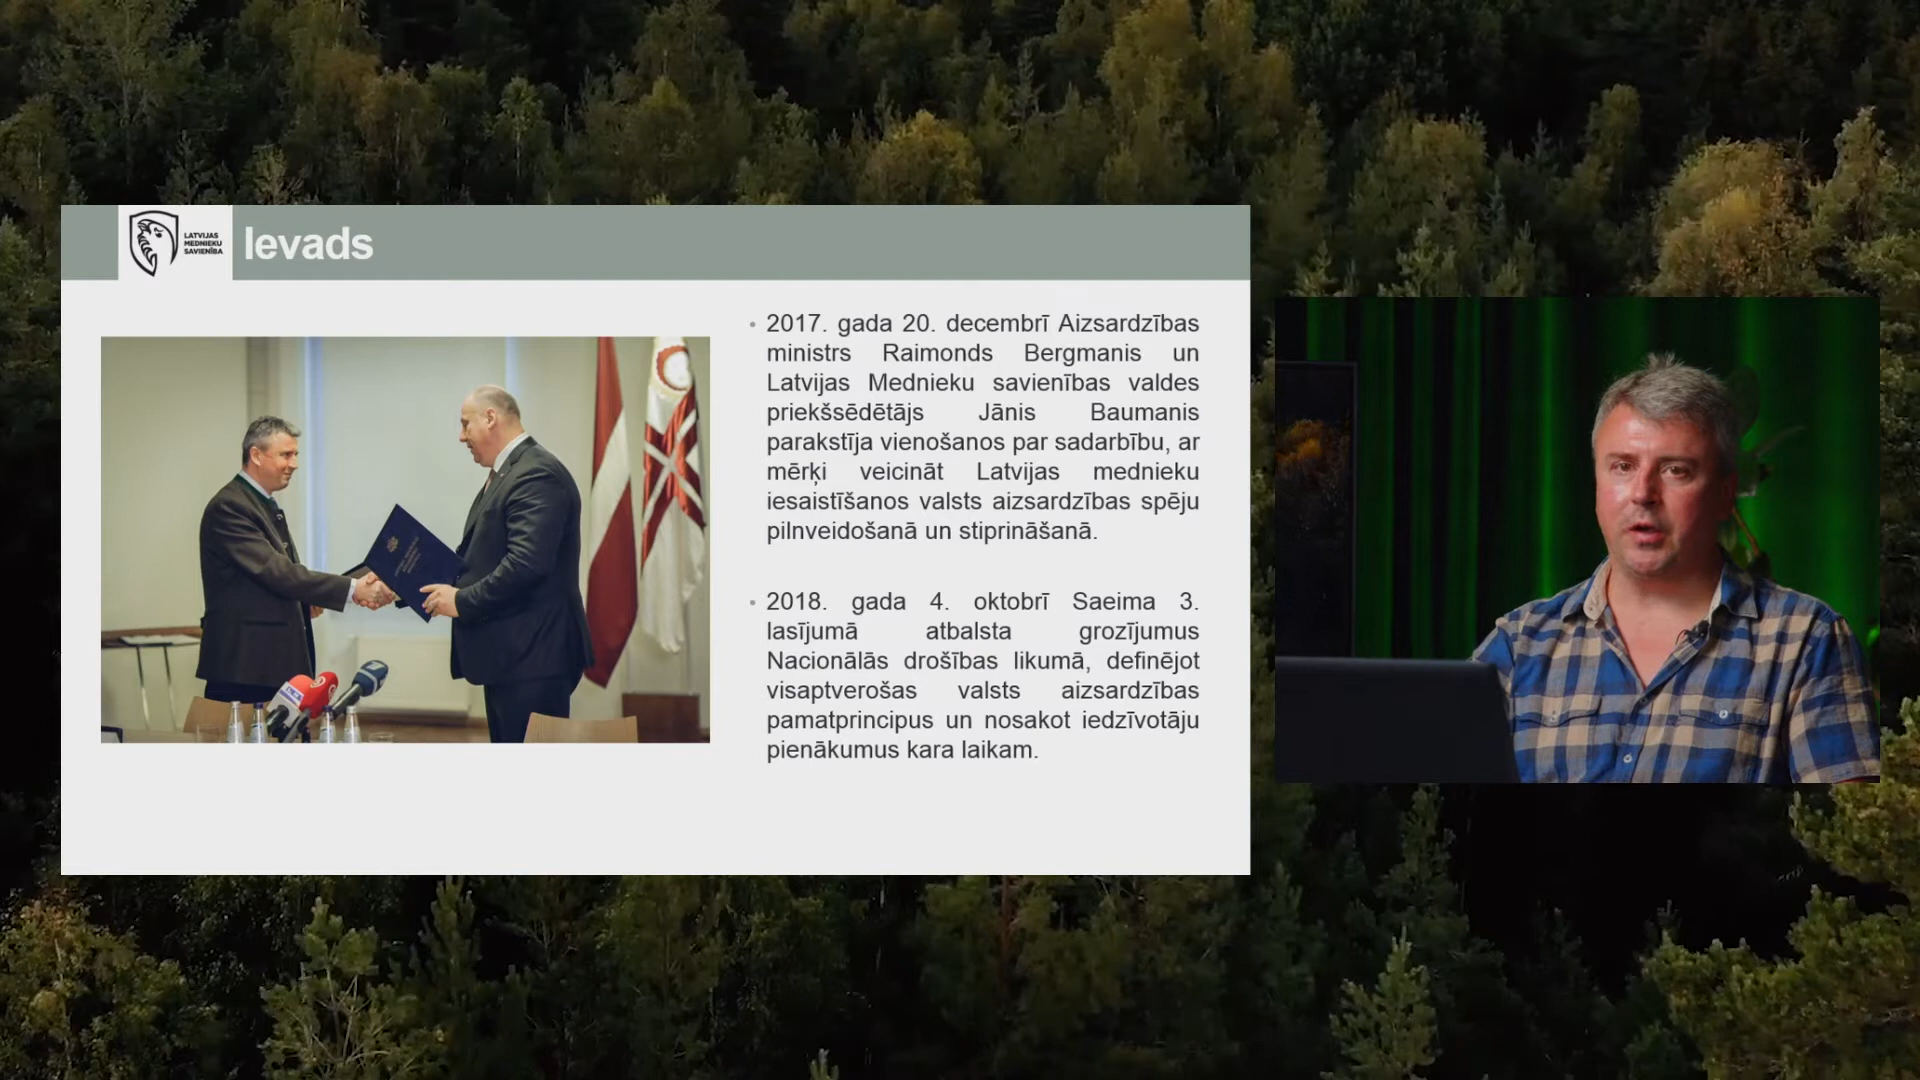 LATVIJAS
MEDNIEKU
SAVIENĪBA
Ievads
2017. gada 20. decembrī Aizsardzības
ministrs Raimonds Bergmanis un
Latvijas Mednieku savienības valdes
priekšsēdētājs Jānis Baumanis
parakstīja vienošanos par sadarbību, ar
mērķi veicināt Latvijas mednieku
iesaistīšanos valsts aizsardzības spēju
pilnveidošanā un stiprināšanā.
2018. gada 4. oktobrī Saeima 3.
lasījumā atbalsta grozījumus
Nacionālās drošības likumā, definējot
visaptverošas valsts aizsardzības
pamatprincipus un nosakot iedzīvotāju
pienākumus kara laikam.